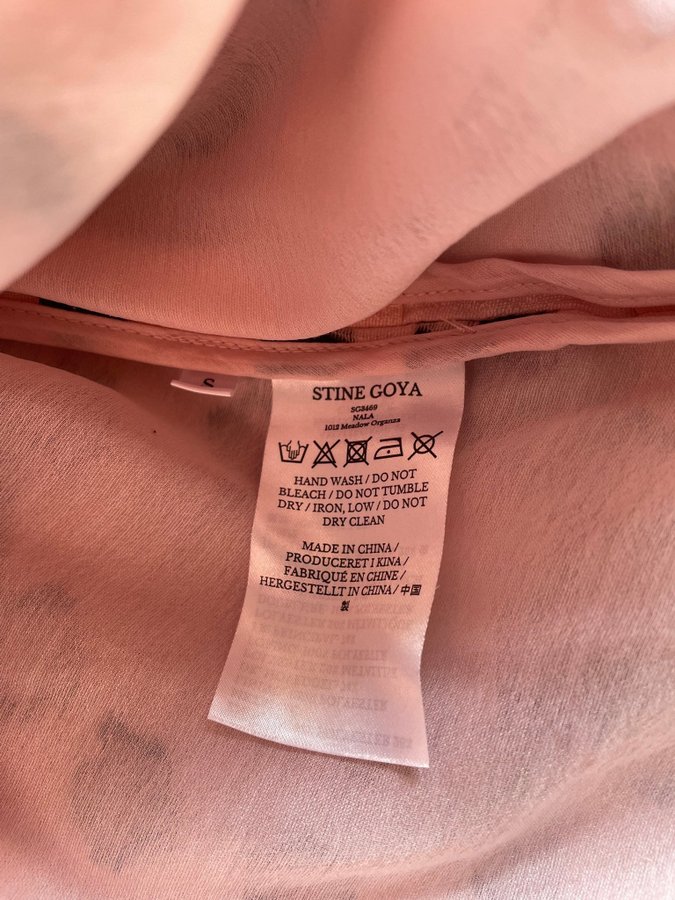 S
STINE GOYA
SG3469
NALA
1012 Meadow Organza
HAND WASH / DO NOT
BLEACH / DO NOT TUMBLE
DRY / IRON, LOW / DO NOT
DRY CLEAN
MADE IN CHINA /
PRODUCERET I KINA /
FABRIQUÉ EN CHINE /
HERGESTELLT IN CHINA / 中国
製